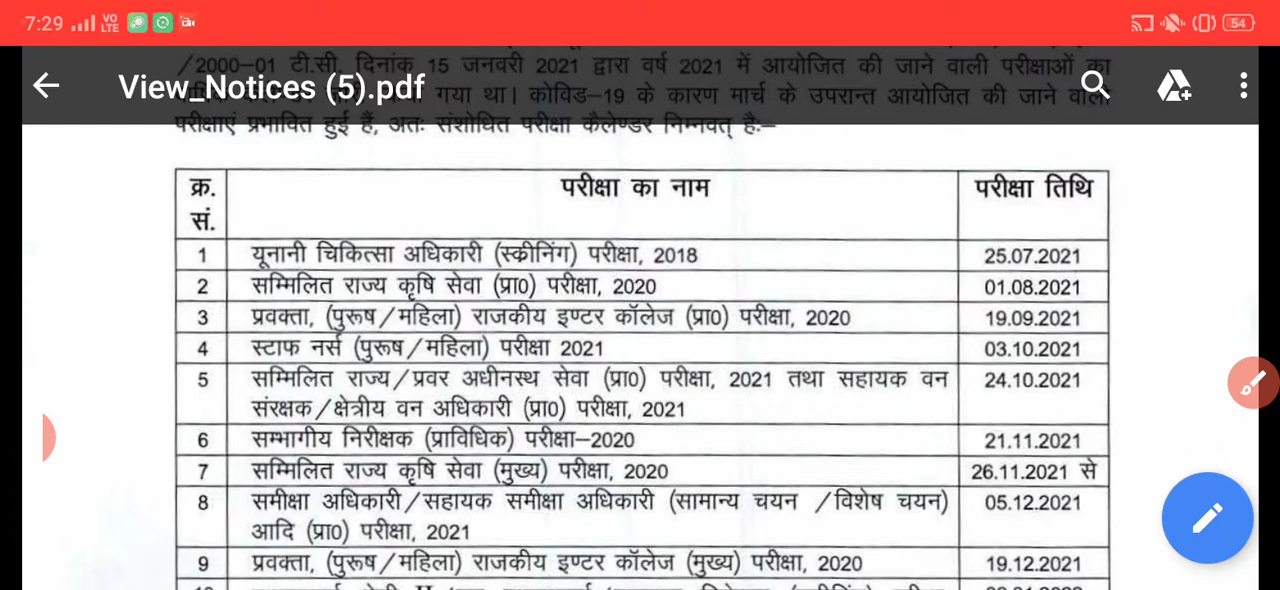 7:29 VO LTE 54
/2000–01 टी.सी. दिनांक 15 जनवरी 2021 द्वारा वर्ष 2021 में आयोजित की जाने वाली परीक्षाओं का
View_Notices (5).pdf
गया था। कोविड–19 के कारण मार्च के उपरान्त आयोजित की जाने वाली
परीक्षाएं प्रभावित हुई हैं, अतः संशोधित परीक्षा कैलेण्डर निम्नवत् है:–
क्र. सं. परीक्षा का नाम परीक्षा तिथि
1 यूनानी चिकित्सा अधिकारी (स्क्रीनिंग) परीक्षा, 2018 25.07.2021
2 सम्मिलित राज्य कृषि सेवा (प्रा0) परीक्षा, 2020 01.08.2021
3 प्रवक्ता, (पुरूष/महिला) राजकीय इण्टर कॉलेज (प्रा0) परीक्षा, 2020 19.09.2021
4 स्टाफ नर्स (पुरूष/महिला) परीक्षा 2021 03.10.2021
5 सम्मिलित राज्य/प्रवर अधीनस्थ सेवा (प्रा0) परीक्षा, 2021 तथा सहायक वन 24.10.2021
संरक्षक/क्षेत्रीय वन अधिकारी (प्रा0) परीक्षा, 2021
6 सम्भागीय निरीक्षक (प्राविधिक) परीक्षा–2020 21.11.2021
7 सम्मिलित राज्य कृषि सेवा (मुख्य) परीक्षा, 2020 26.11.2021 से
8 समीक्षा अधिकारी/सहायक समीक्षा अधिकारी (सामान्य चयन /विशेष चयन) 05.12.2021
आदि (प्रा0) परीक्षा, 2021
9 प्रवक्ता, (पुरूष/महिला) राजकीय इण्टर कॉलेज (मुख्य) परीक्षा, 2020 19.12.2021